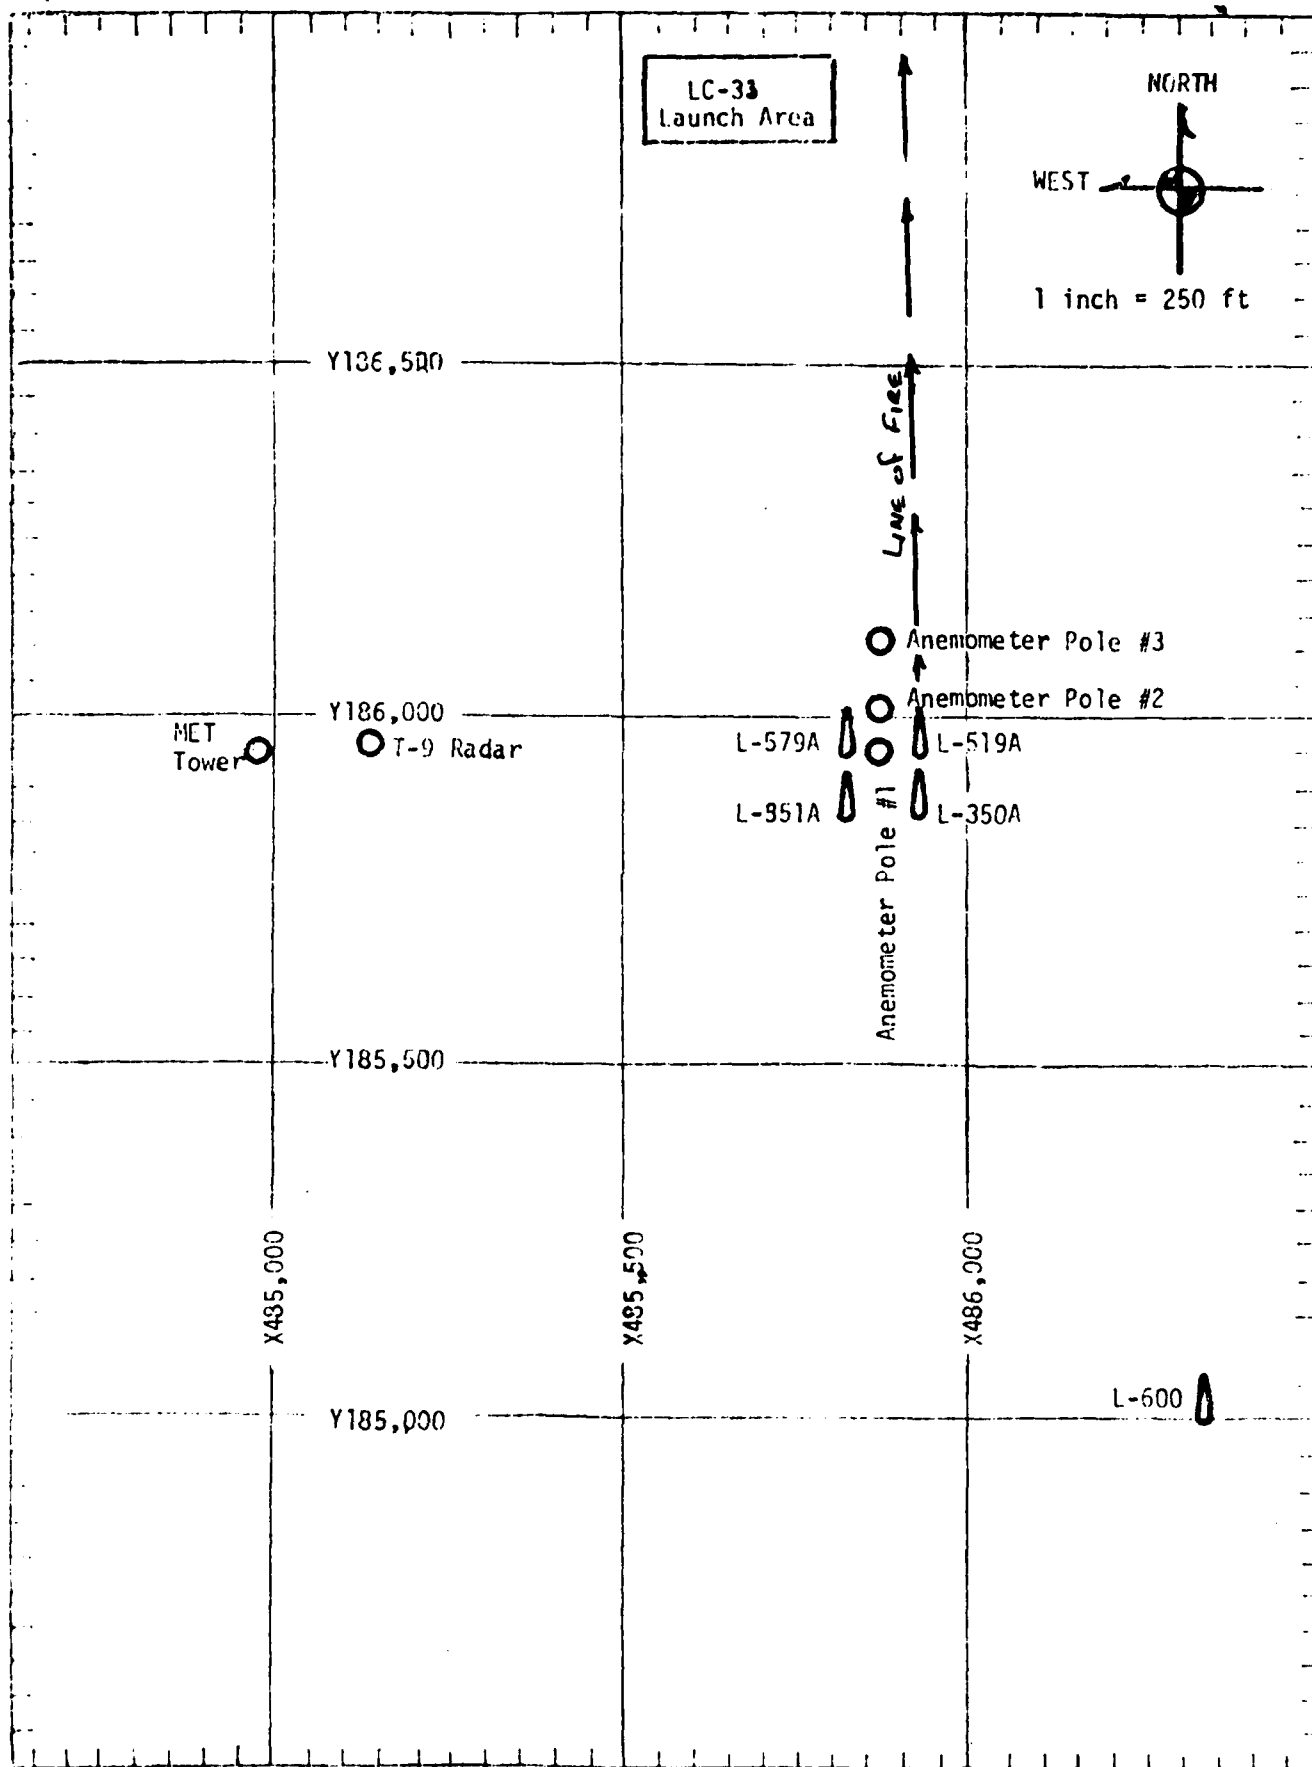 LC-33
Launch Area
NORTH
WEST
1 inch = 250 ft
Y186,500
LINE of FIRE
Anemometer Pole #3
Anemometer Pole #2
Y186,000
MET
Tower
T-9 Radar
L-579A
L-519A
L-351A
L-350A
Anemometer Pole #1
Y185,500
X485,000
X485,500
X486,000
L-600
Y185,000